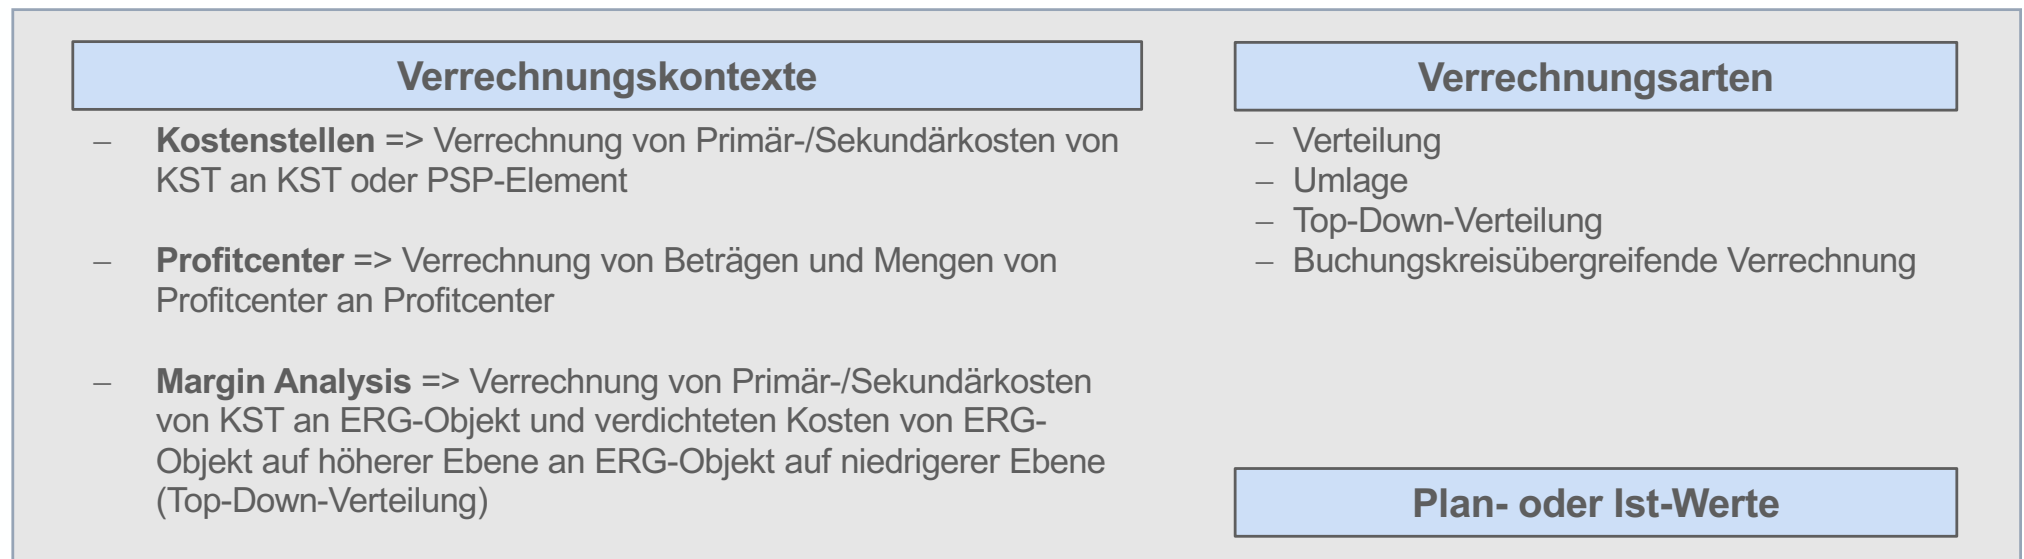 Verrechnungskontexte
– Kostenstellen => Verrechnung von Primär-/Sekundärkosten von
KST an KST oder PSP-Element
– Profitcenter => Verrechnung von Beträgen und Mengen von
Profitcenter an Profitcenter
– Margin Analysis => Verrechnung von Primär-/Sekundärkosten
von KST an ERG-Objekt und verdichteten Kosten von ERG-
Objekt auf höherer Ebene an ERG-Objekt auf niedrigerer Ebene
(Top-Down-Verteilung)
Verrechnungsarten
– Verteilung
– Umlage
– Top-Down-Verteilung
– Buchungskreisübergreifende Verrechnung
Plan- oder Ist-Werte